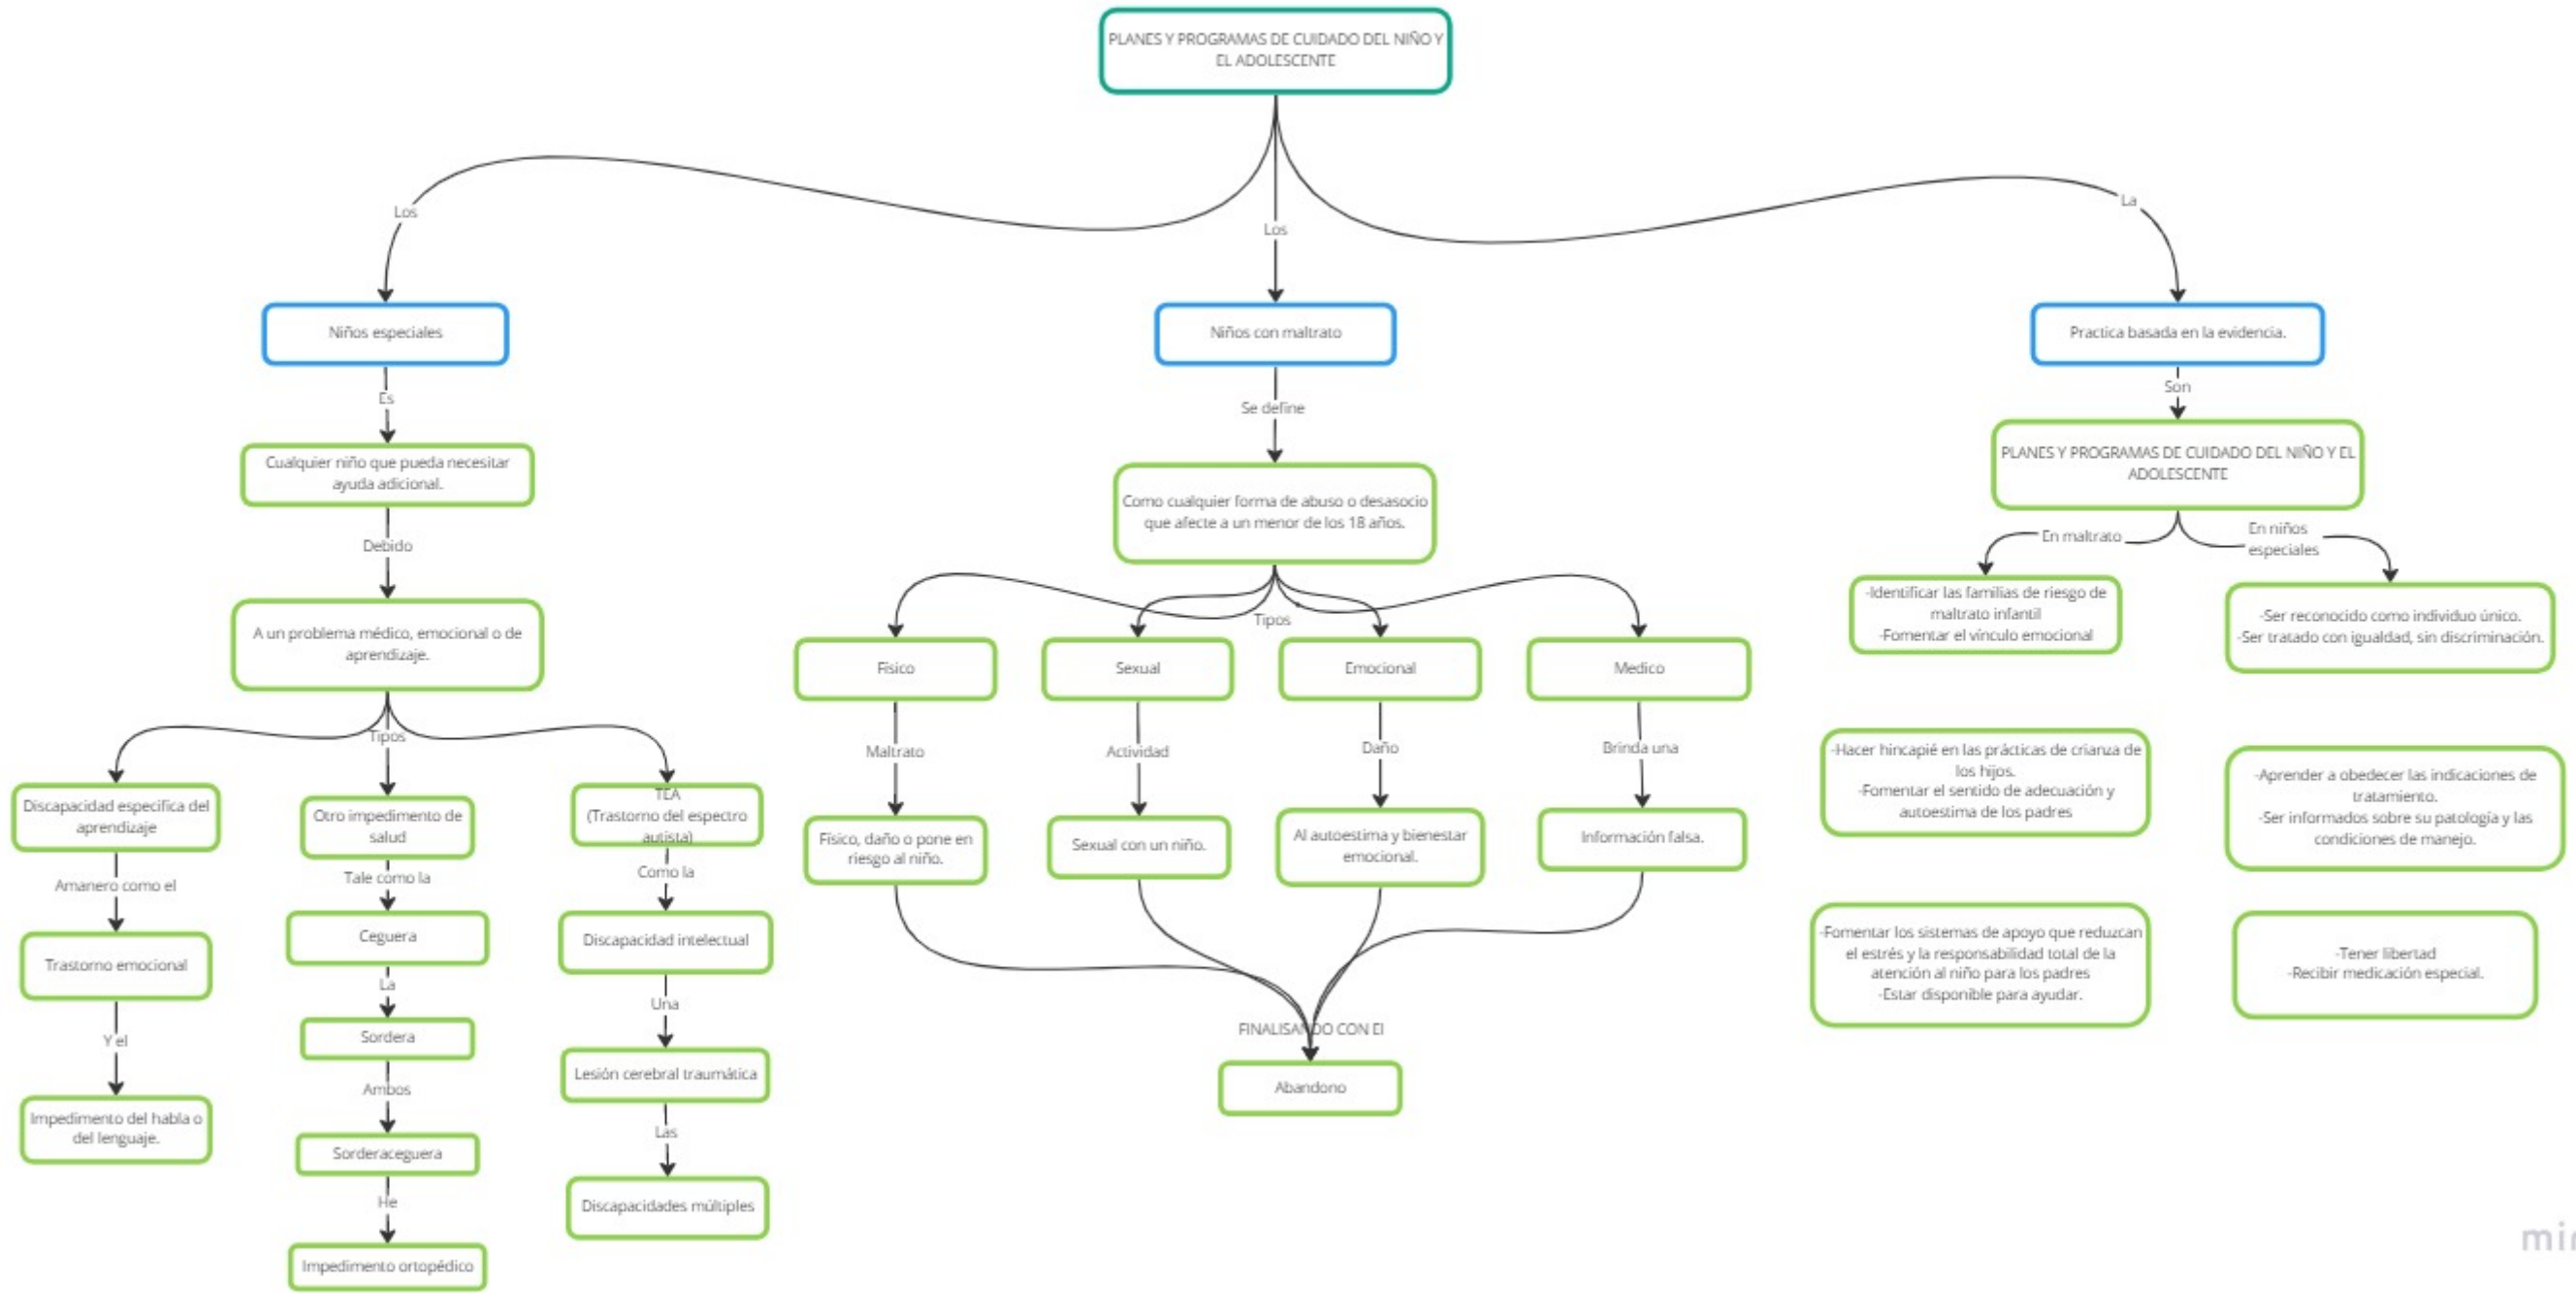 PLANES Y PROGRAMAS DE CUIDADO DEL NIÑO Y
EL ADOLESCENTE
Los
Los
La
Niños especiales
Niños con maltrato
Practica basada en la evidencia.
Es
Cualquier niño que pueda necesitar
ayuda adicional.
Debido
A un problema médico, emocional o de
aprendizaje.
Tipos
Discapacidad especifica del
aprendizaje
Amanero como el
Trastorno emocional
Y el
Impedimento del habla o
del lenguaje.
Otro impedimento de
salud
Tale como la
Ceguera
La
Sordera
Ambos
Sorderaceguera
He
Impedimento ortopédico
TEA
(Trastorno del espectro
autista)
Como la
Discapacidad intelectual
Una
Lesión cerebral traumática
Las
Discapacidades múltiples
Se define
Como cualquier forma de abuso o desasocio
que afecte a un menor de los 18 años.
Tipos
Físico
Maltrato
Físico, daño o pone en
riesgo al niño.
Sexual
Actividad
Sexual con un niño.
Emocional
Daño
Al autoestima y bienestar
emocional.
Medico
Brinda una
Información falsa.
FINALISANDO CON El
Abandono
Son
PLANES Y PROGRAMAS DE CUIDADO DEL NIÑO Y EL
ADOLESCENTE
En maltrato
-Identificar las familias de riesgo de
maltrato infantil
-Fomentar el vínculo emocional
-Hacer hincapié en las prácticas de crianza de
los hijos.
-Fomentar el sentido de adecuación y
autoestima de los padres
-Fomentar los sistemas de apoyo que reduzcan
el estrés y la responsabilidad total de la
atención al niño para los padres
-Estar disponible para ayudar.
En niños
especiales
-Ser reconocido como individuo único.
-Ser tratado con igualdad, sin discriminación.
-Aprender a obedecer las indicaciones de
tratamiento.
-Ser informados sobre su patología y las
condiciones de manejo.
-Tener libertad
-Recibir medicación especial.